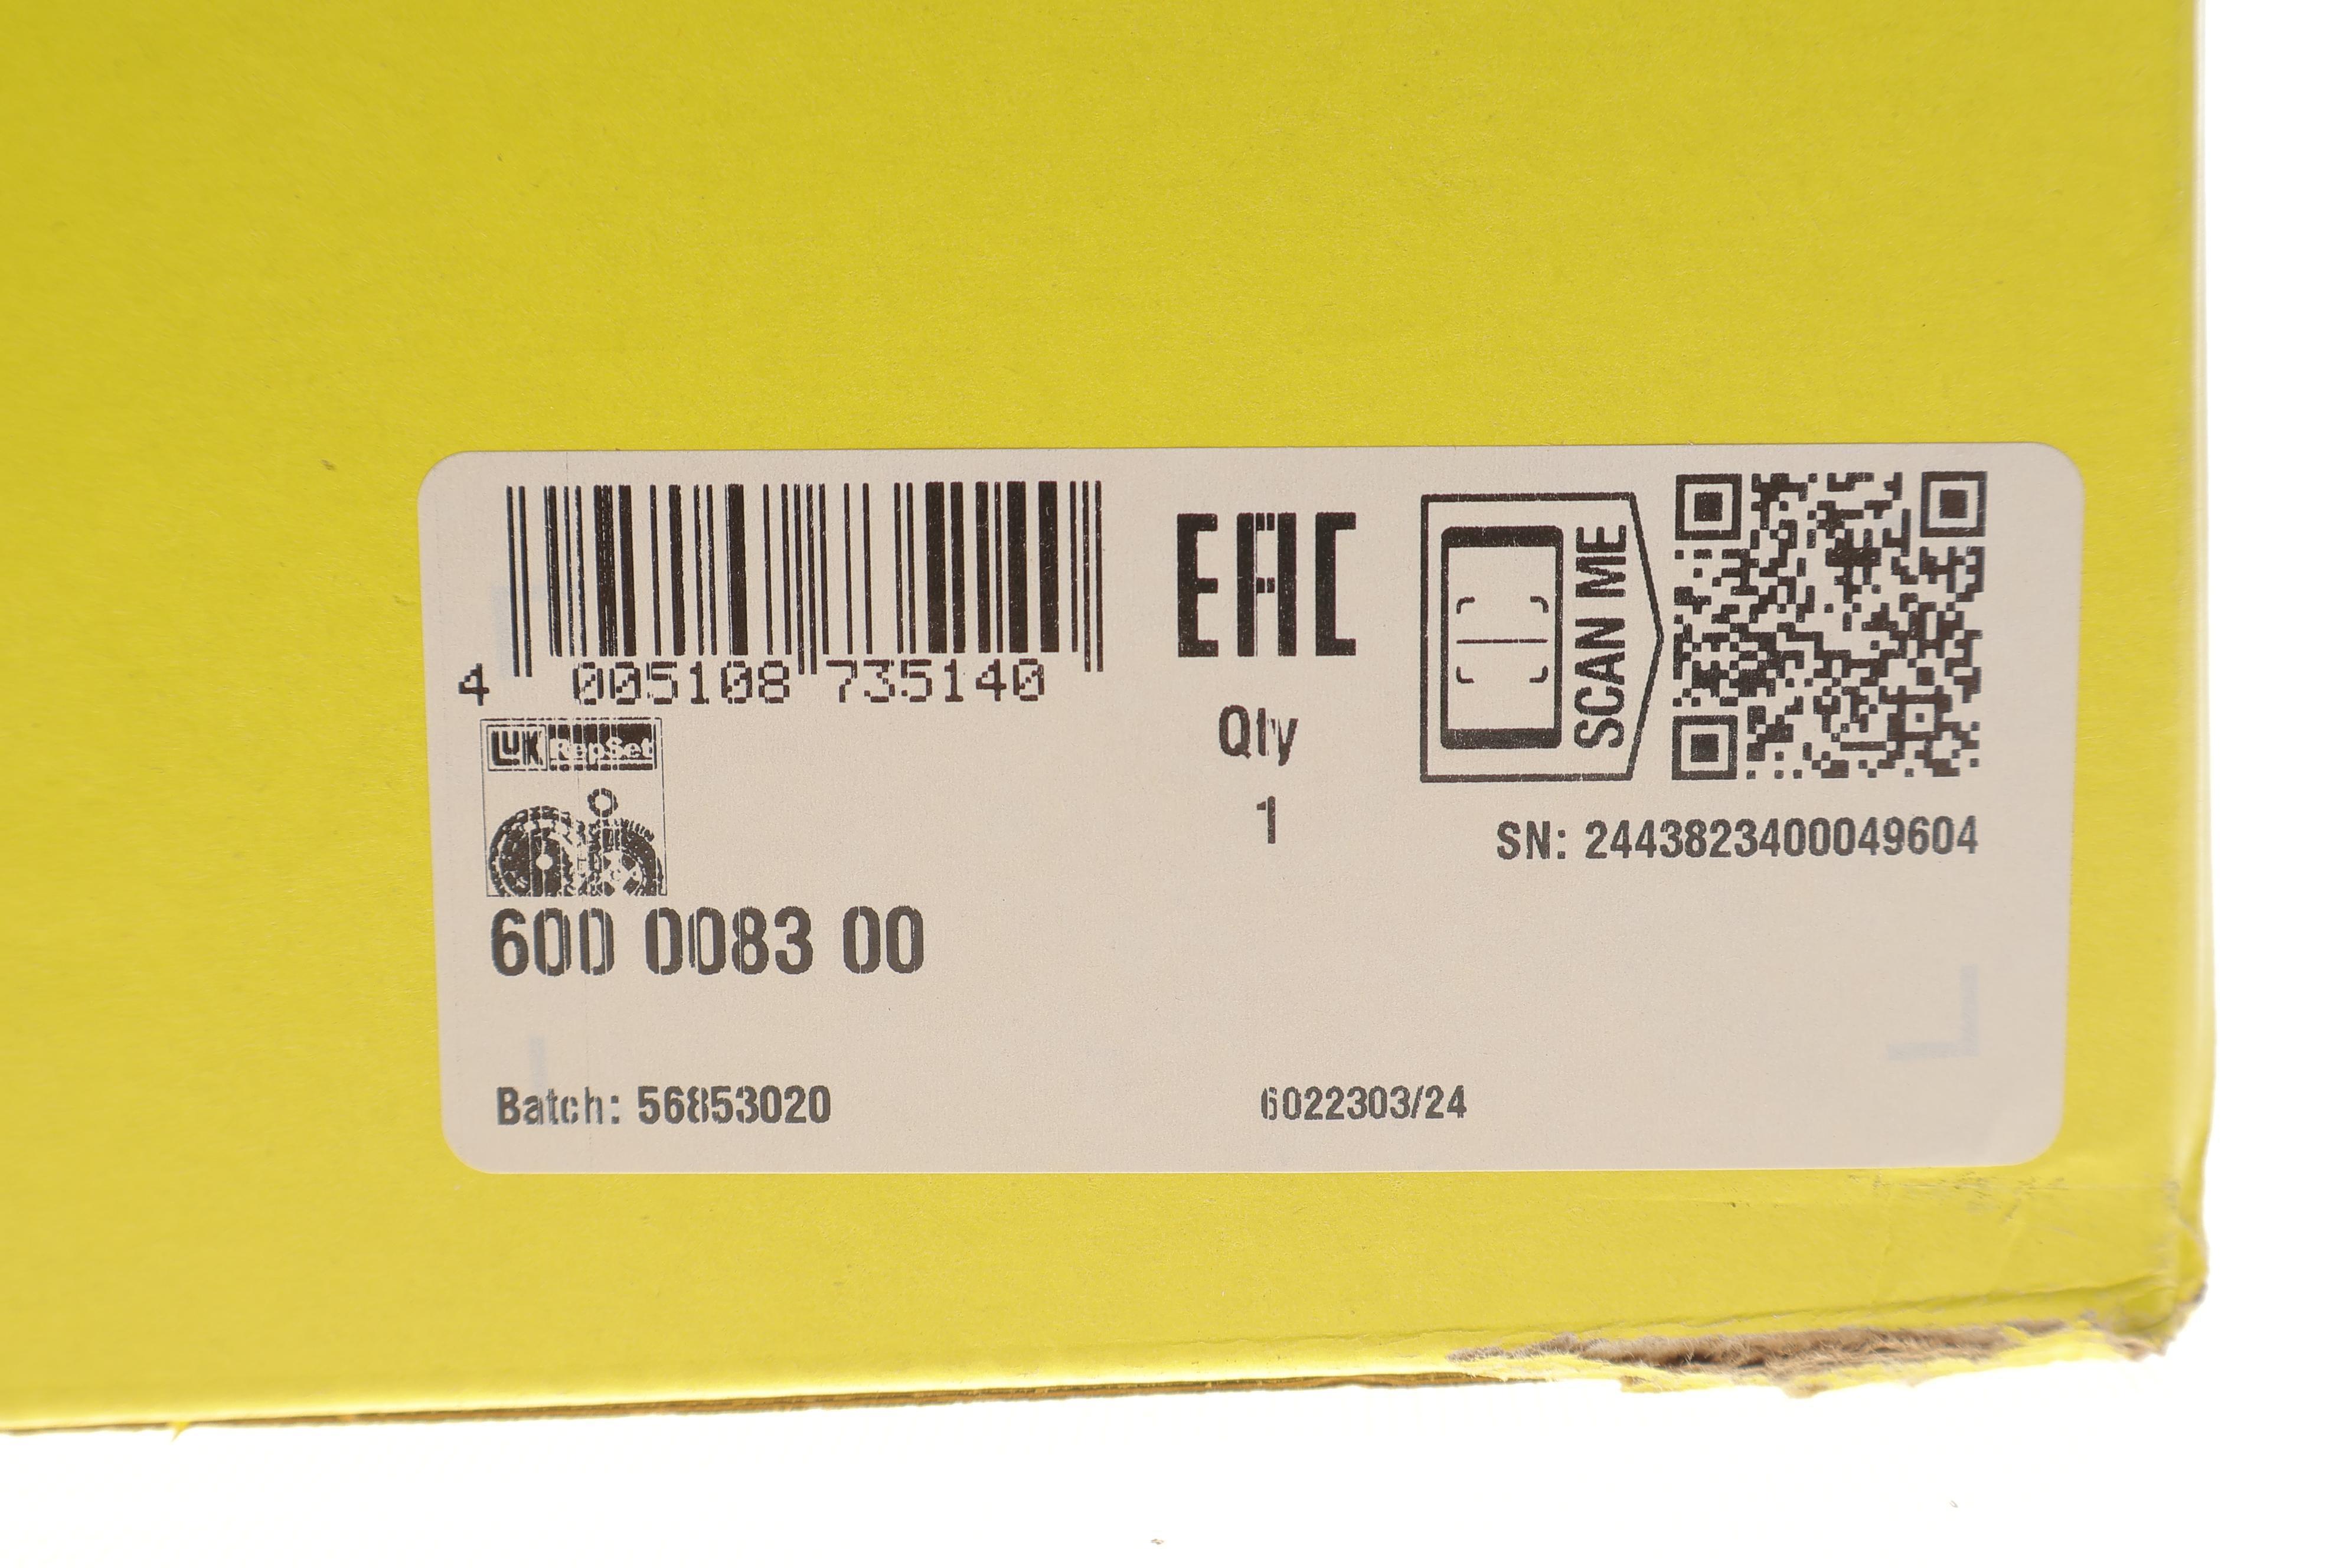 4 005108 735140
EAC
SCAN ME
LUK RepSet
Qty
1
SN: 2443823400049604
600 0083 00
Batch: 56853020
6022303/24